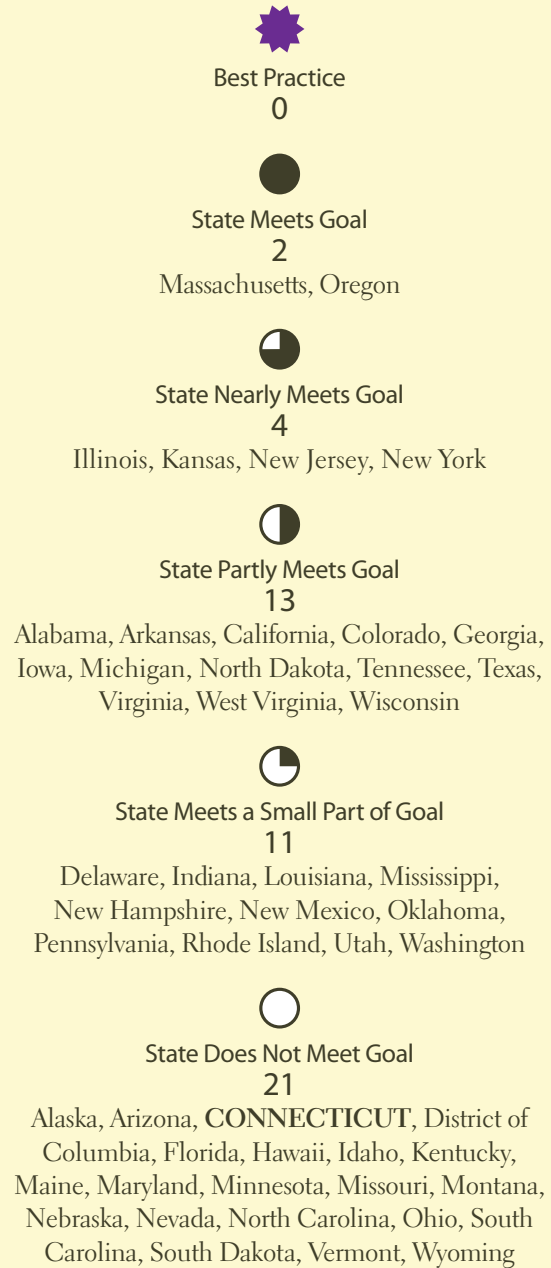 Best Practice
0
State Meets Goal
2
Massachusetts, Oregon
State Nearly Meets Goal
4
Illinois, Kansas, New Jersey, New York
State Partly Meets Goal
13
Alabama, Arkansas, California, Colorado, Georgia,
Iowa, Michigan, North Dakota, Tennessee, Texas,
Virginia, West Virginia, Wisconsin
State Meets a Small Part of Goal
11
Delaware, Indiana, Louisiana, Mississippi,
New Hampshire, New Mexico, Oklahoma,
Pennsylvania, Rhode Island, Utah, Washington
State Does Not Meet Goal
21
Alaska, Arizona, CONNECTICUT, District of
Columbia, Florida, Hawaii, Idaho, Kentucky,
Maine, Maryland, Minnesota, Missouri, Montana,
Nebraska, Nevada, North Carolina, Ohio, South
Carolina, South Dakota, Vermont, Wyoming